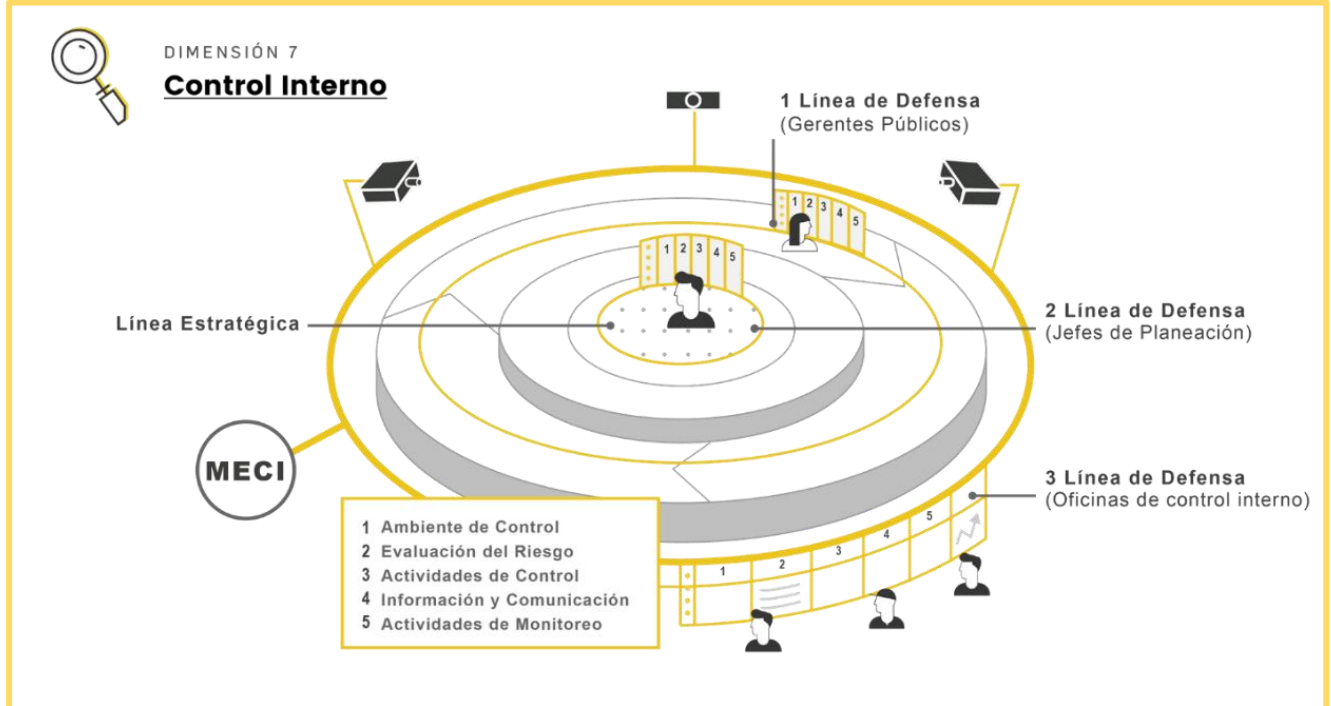 DIMENSIÓN 7
Control Interno
1 Línea de Defensa
(Gerentes Públicos)
1 2 3 4 5
1 2 3 4 5
Línea Estratégica
2 Línea de Defensa
(Jefes de Planeación)
MECI
3 Línea de Defensa
(Oficinas de control interno)
1 Ambiente de Control
2 Evaluación del Riesgo
3 Actividades de Control
4 Información y Comunicación
5 Actividades de Monitoreo
1 2 3 4 5